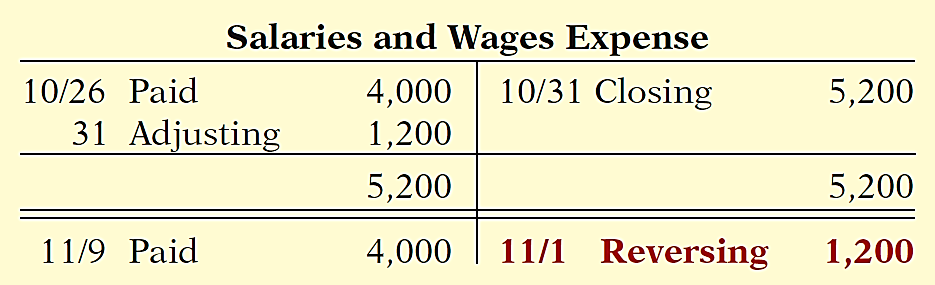 Salaries and Wages Expense
10/26 Paid 4,000 10/31 Closing 5,200
31 Adjusting 1,200
5,200 5,200
11/9 Paid 4,000 11/1 Reversing 1,200